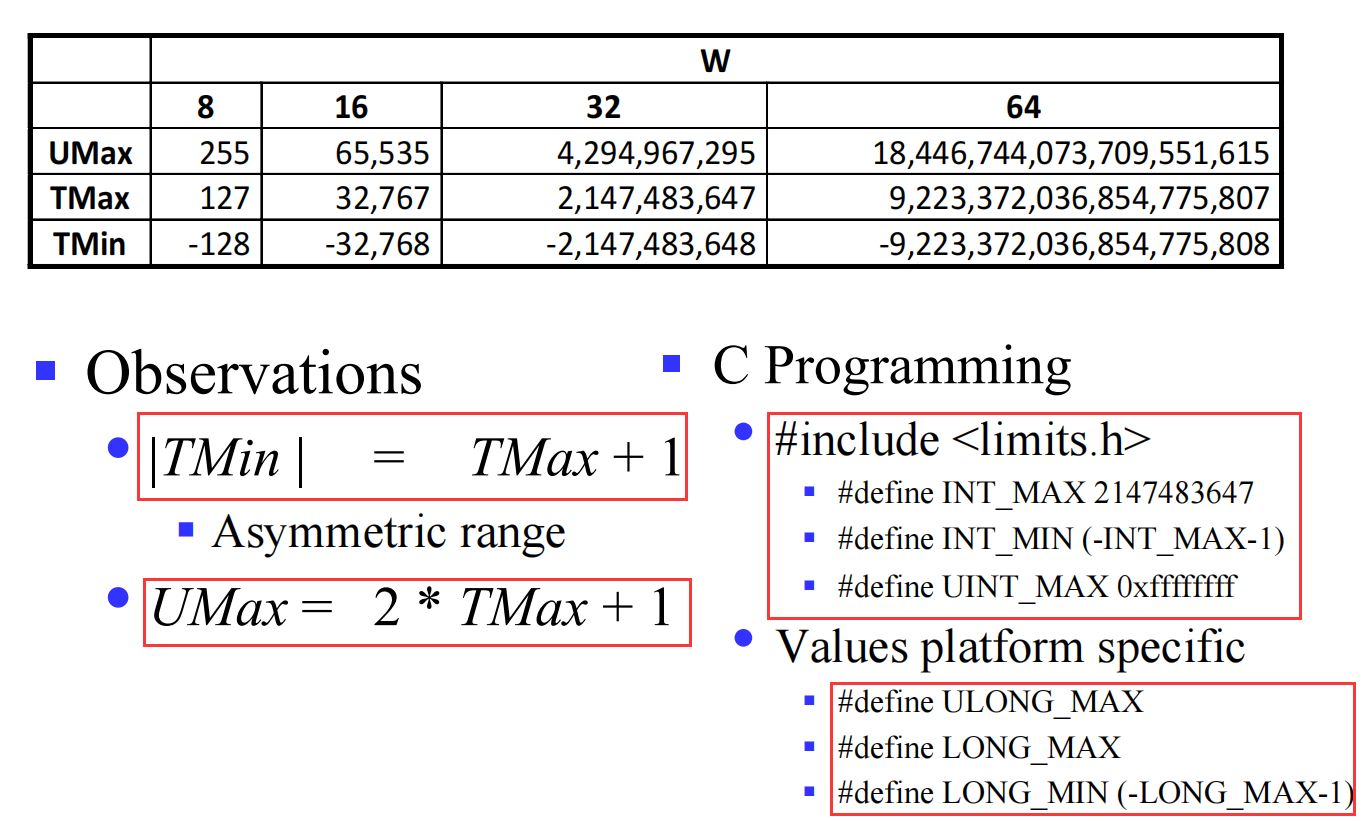 W
8 16 32 64
UMax 255 65,535 4,294,967,295 18,446,744,073,709,551,615
TMax 127 32,767 2,147,483,647 9,223,372,036,854,775,807
TMin -128 -32,768 -2,147,483,648 -9,223,372,036,854,775,808
Observations
|TMin | = TMax + 1
Asymmetric range
UMax = 2 * TMax + 1
C Programming
#include <limits.h>
#define INT_MAX 2147483647
#define INT_MIN (-INT_MAX-1)
#define UINT_MAX 0xffffffff
Values platform specific
#define ULONG_MAX
#define LONG_MAX
#define LONG_MIN (-LONG_MAX-1)